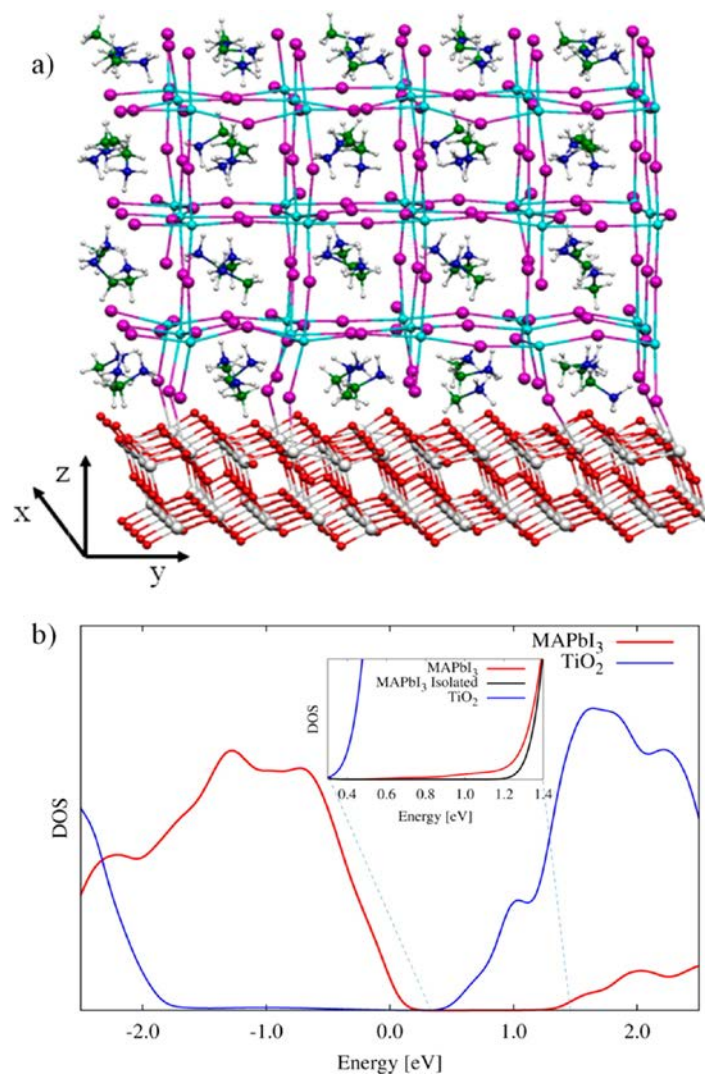 a)
z
x
y
b)
MAPbI₃
TiO₂
MAPbI₃
MAPbI₃ Isolated
TiO₂
DOS
0.4 0.6 0.8 1.0 1.2 1.4
Energy [eV]
DOS
-2.0 -1.0 0.0 1.0 2.0
Energy [eV]